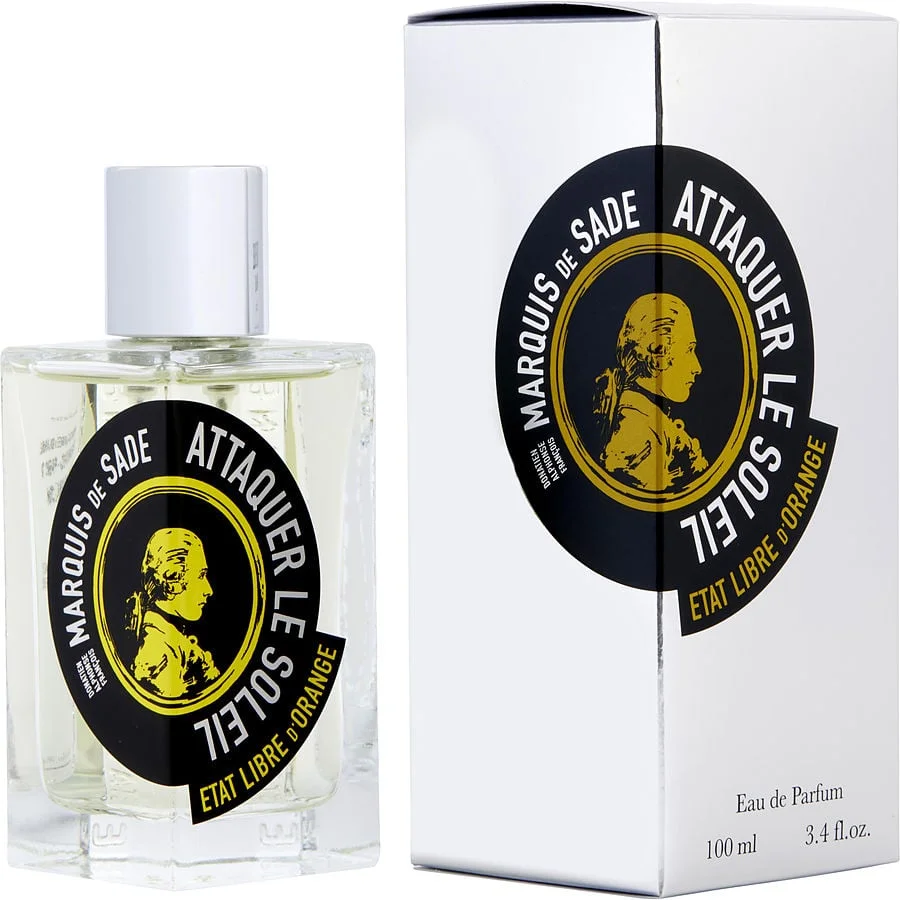 DONATIEN
ALPHONSE
FRANÇOIS
MARQUIS DE SADE
ATTAQUER LE SOLEIL
ETAT LIBRE D'ORANGE
DONATIEN
ALPHONSE
FRANÇOIS
MARQUIS DE SADE
ATTAQUER LE SOLEIL
ETAT LIBRE D'ORANGE
Eau de Parfum
100 ml 3.4 fl.oz.